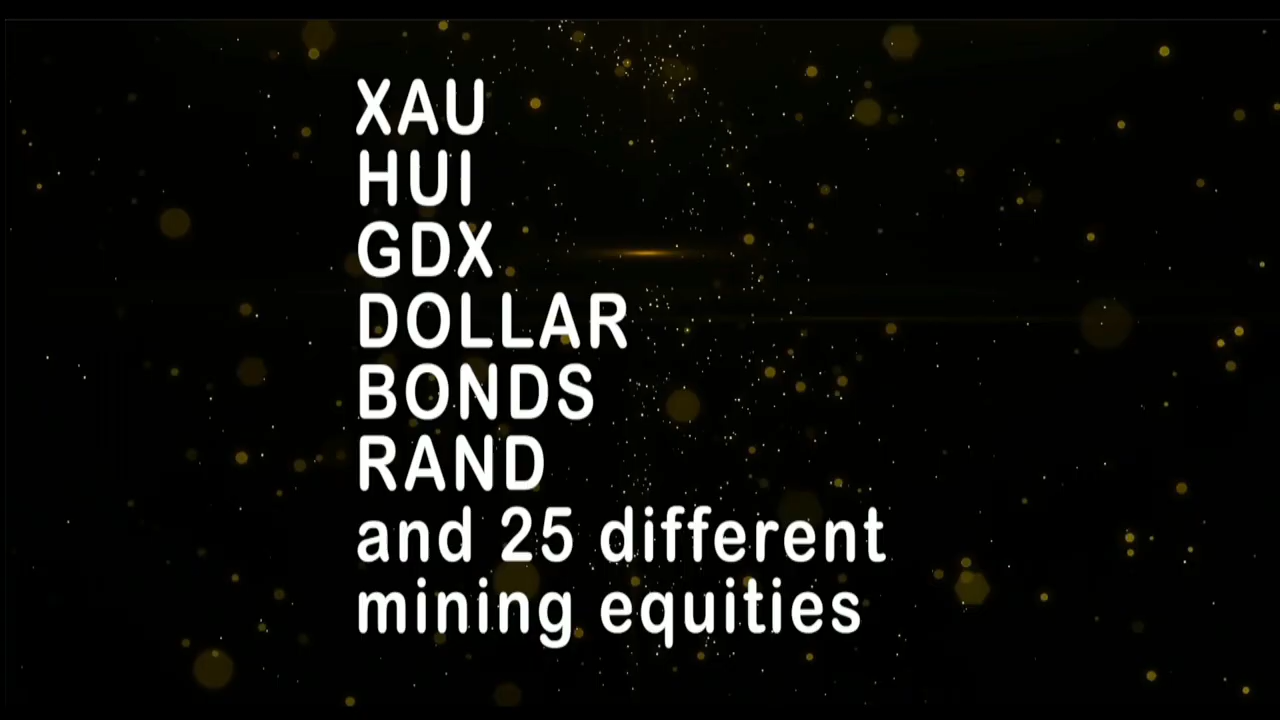 XAU
HUI
GDX
DOLLAR
BONDS
RAND
and 25 different
mining equities